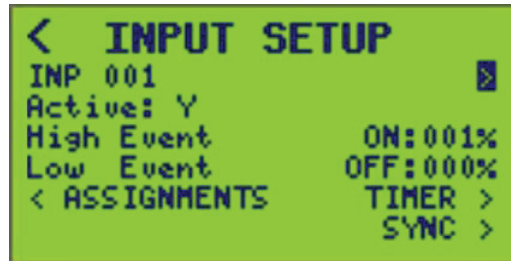 < INPUT SETUP
INP 001 >
Active: Y
High Event ON:001%
Low Event OFF:000%
< ASSIGNMENTS TIMER >
SYNC >